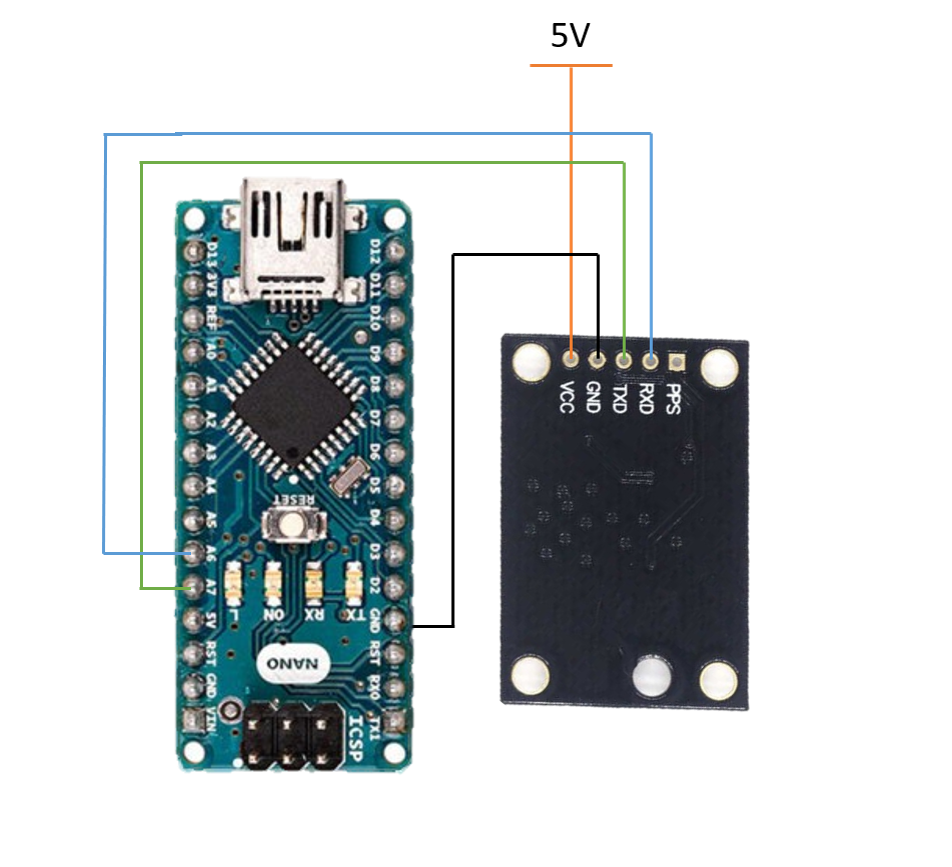 5V
D13
3V3
REF
A0
A1
A2
A3
A4
A5
A6
A7
5V
RST
GND
VIN
D12
D11
D10
D9
D8
D7
D6
D5
D4
D3
D2
GND
RST
RX0
TX1
RESET
L
ON
RX
TX
NANO
ICSP
VCC
GND
TXD
RXD
PPS